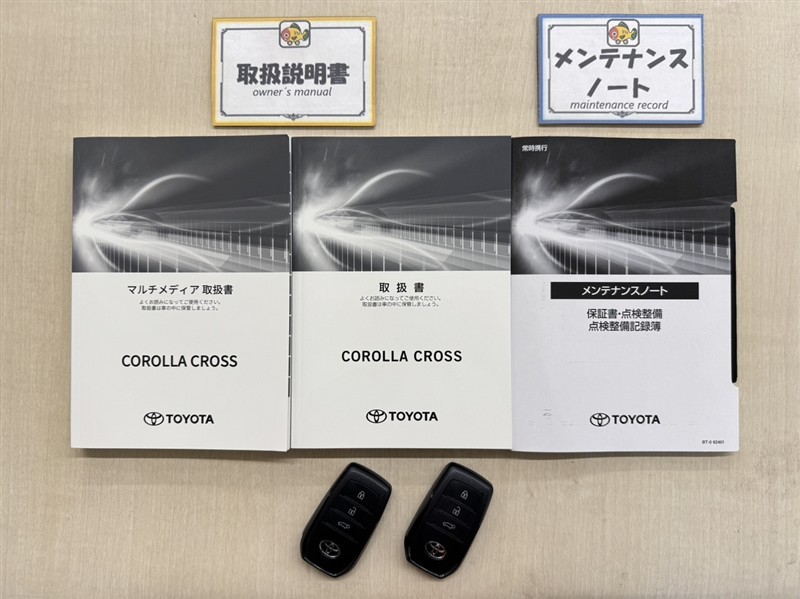 取扱説明書
owner's manual
メンテナンス
ノート
maintenance record
マルチメディア 取扱書
よくお読みになってご使用ください。
取扱書は車の中に保管しましょう。
COROLLA CROSS
TOYOTA
取扱書
よくお読みになってご使用ください。
取扱書は車の中に保管しましょう。
COROLLA CROSS
TOYOTA
常時携行
メンテナンスノート
保証書・点検整備
点検整備記録簿
TOYOTA